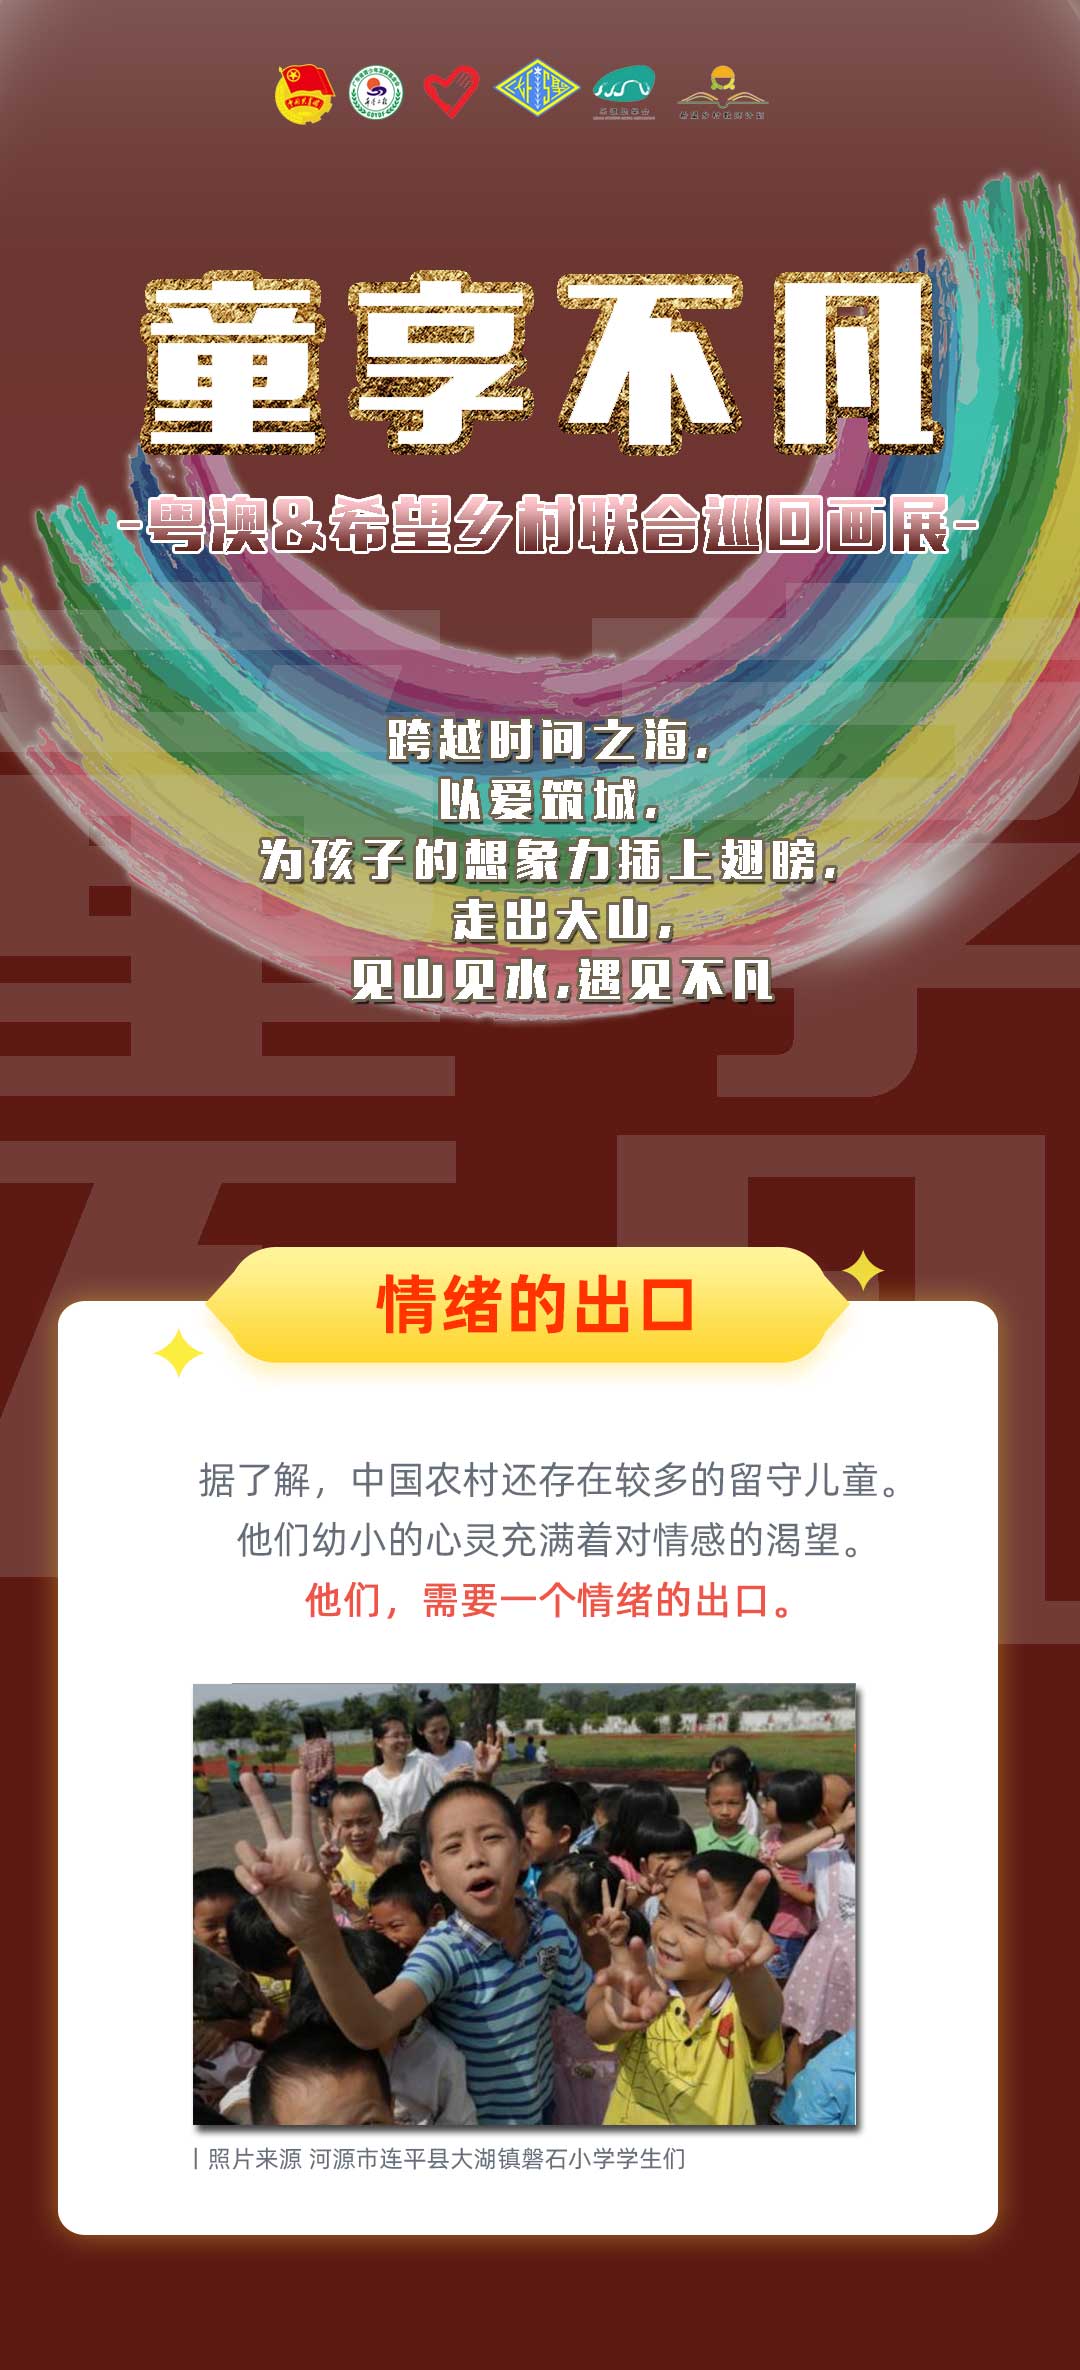 童享不凡
-粤澳&希望乡村联合巡回画展-
跨越时间之海,
以爱筑城,
为孩子的想象力插上翅膀,
走出大山,
见山见水,遇见不凡
情绪的出口
据了解，中国农村还存在较多的留守儿童。
他们幼小的心灵充满着对情感的渴望。
他们，需要一个情绪的出口。
| 照片来源 河源市连平县大湖镇磐石小学学生们